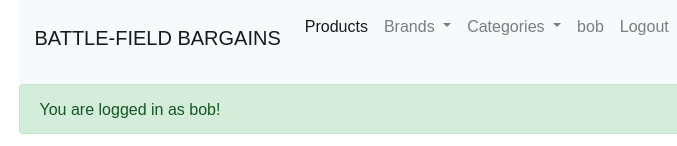 BATTLE-FIELD BARGAINS Products Brands Categories bob Logout
You are logged in as bob!